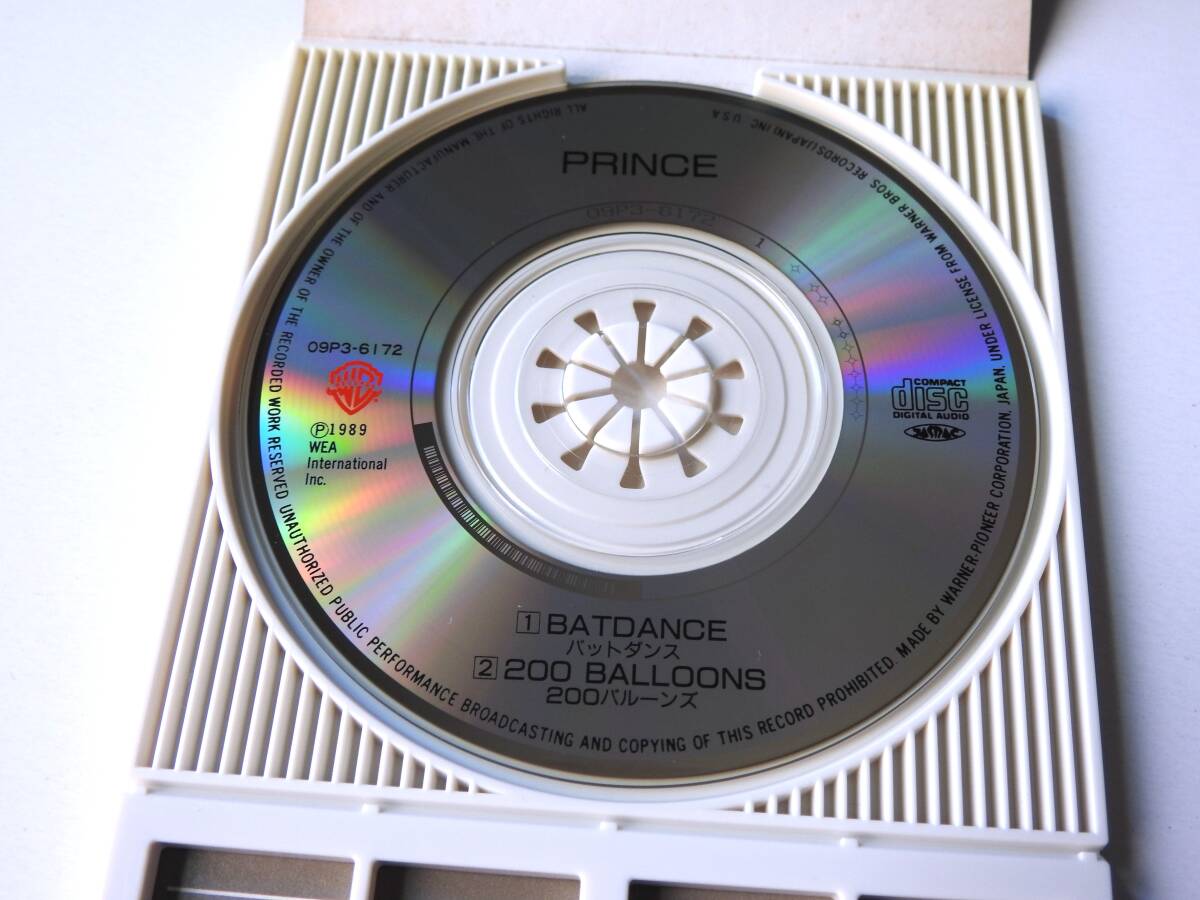 PRINCE
09P3-6172
1
09P3-6172
WB
Ⓟ1989
WEA
International
Inc.
COMPACT
disc
DIGITAL AUDIO
1 BATDANCE
バットダンス
2 200 BALLOONS
200バルーンズ
ALL RIGHTS OF THE MANUFACTURER AND OF THE OWNER OF THE RECORDED WORK RESERVED UNAUTHORIZED PUBLIC PERFORMANCE BROADCASTING AND COPYING OF THIS RECORD PROHIBITED. MADE BY WARNER-PIONEER CORPORATION, JAPAN. UNDER LICENSE FROM WARNER BROS. RECORDS (JAPAN) INC. U.S.A.